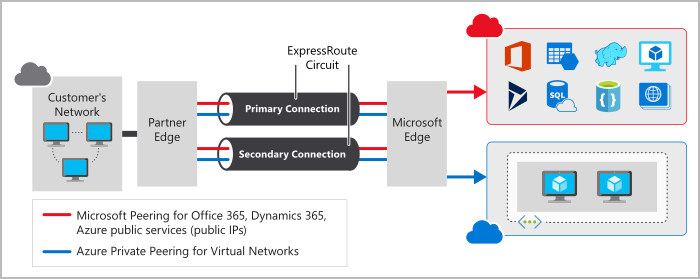 ExpressRoute
Circuit
Customer's
Network
Partner
Edge
Primary Connection
Secondary Connection
Microsoft
Edge
SQL
Microsoft Peering for Office 365, Dynamics 365,
Azure public services (public IPs)
Azure Private Peering for Virtual Networks